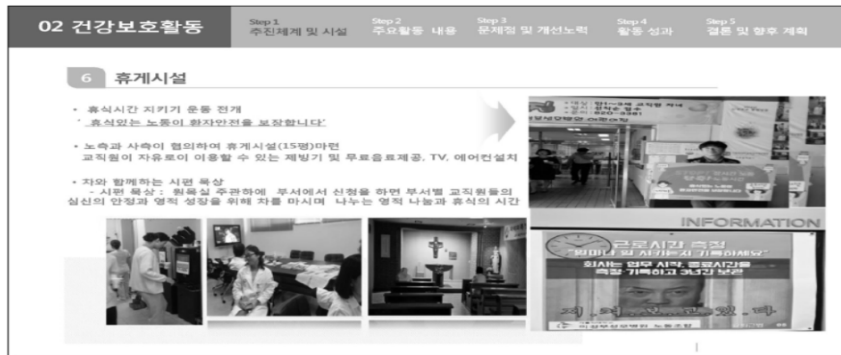 02 건강보호활동
Step 1
추진체계 및 시설
Step 2
주요활동 내용
Step 3
문제점 및 개선노력
Step 4
활동 성과
Step 5
결론 및 향후 계획
6 휴게시설
• 휴식시간 지키기 운동 전개
' 휴식있는 노동이 환자안전을 보장합니다'
• 노측과 사측이 협의하여 휴게시설(15평)마련
교직원이 자유로이 이용할 수 있는 제빙기 및 무료음료제공, TV, 에어컨설치
• 차와 함께하는 시편 묵상
- 시편 묵상 : 원목실 주관하에 부서에서 신청을 하면 부서별 교직원들의
심신의 안정과 영적 성장을 위해 차를 마시며 나누는 영적 나눔과 휴식의 시간
INFORMATION
근로시간 측정
회사는 업무 시작, 종료시간을
측정·기록하고 3년간 보관
지켜보고있다